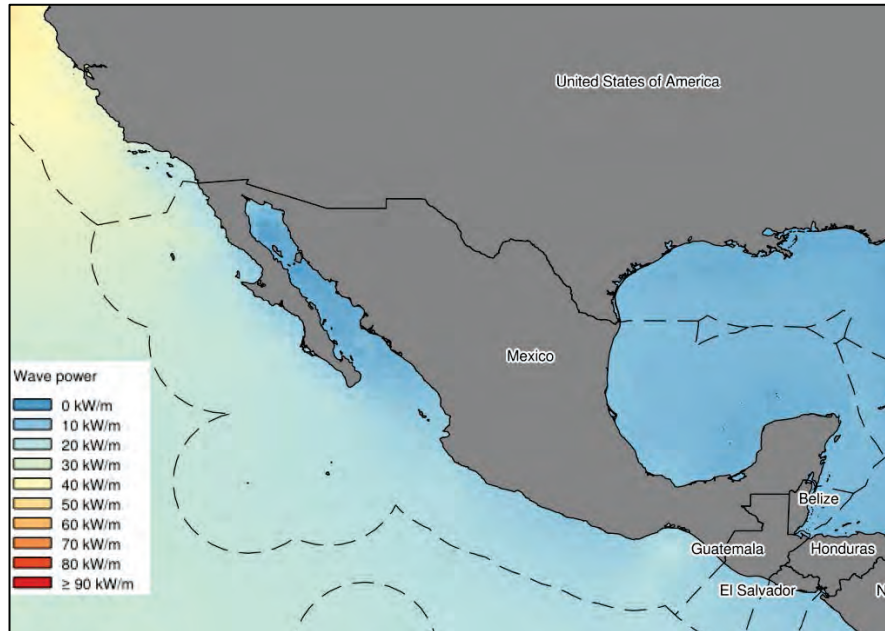 United States of America
Mexico
Wave power
0 kW/m
10 kW/m
20 kW/m
30 kW/m
40 kW/m
50 kW/m
60 kW/m
70 kW/m
80 kW/m
≥ 90 kW/m
Belize
Guatemala
Honduras
El Salvador
N